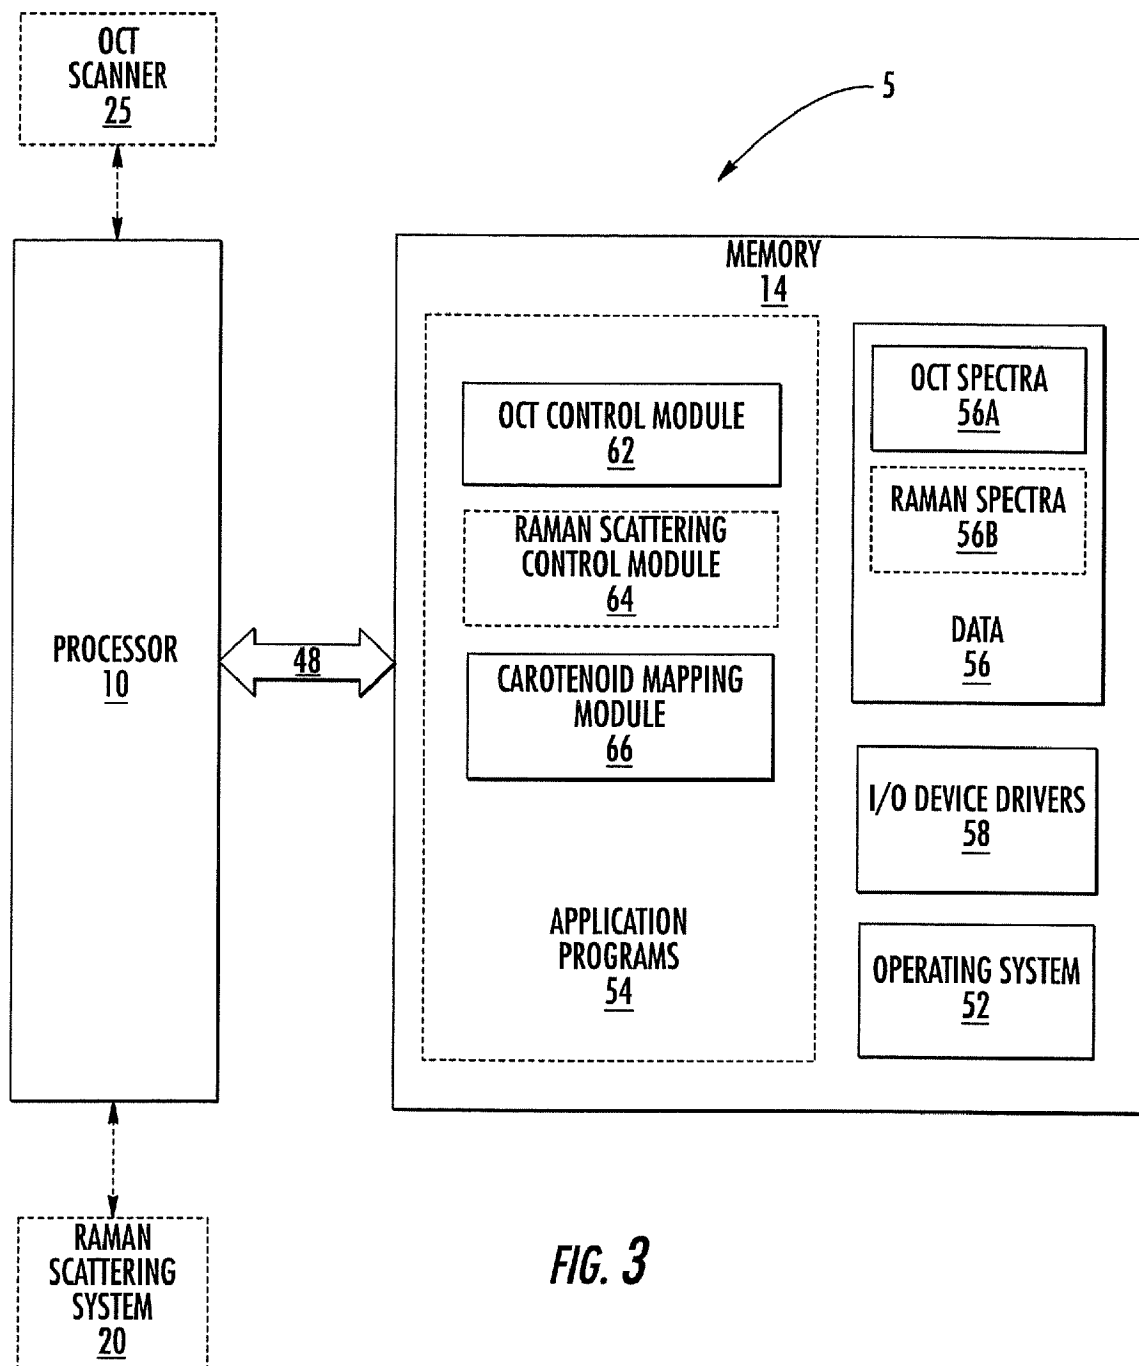 OCT
SCANNER
25
5
MEMORY
14
OCT CONTROL MODULE
62
RAMAN SCATTERING
CONTROL MODULE
64
CAROTENOID MAPPING
MODULE
66
APPLICATION
PROGRAMS
54
OCT SPECTRA
56A
RAMAN SPECTRA
56B
DATA
56
I/O DEVICE DRIVERS
58
OPERATING SYSTEM
52
PROCESSOR
10
48
RAMAN
SCATTERING
SYSTEM
20
FIG. 3